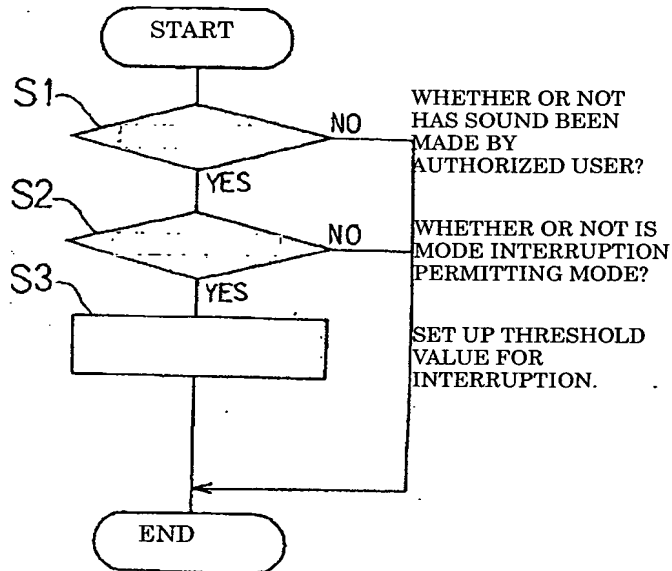 START
S1
NO
WHETHER OR NOT
HAS SOUND BEEN
MADE BY
AUTHORIZED USER?
YES
S2
NO
WHETHER OR NOT IS
MODE INTERRUPTION
PERMITTING MODE?
YES
S3
SET UP THRESHOLD
VALUE FOR
INTERRUPTION.
END